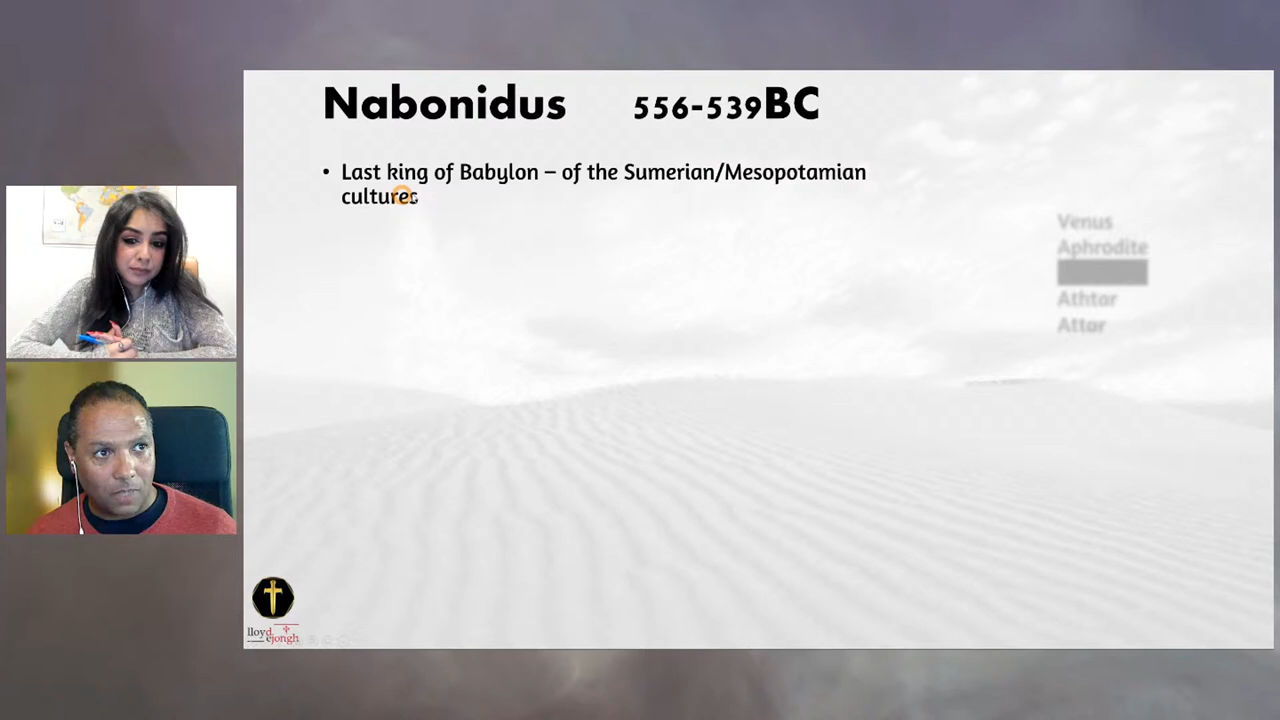 Nabonidus 556-539BC
• Last king of Babylon – of the Sumerian/Mesopotamian
cultures
Venus
Aphrodite
Athtar
Attar
lloyd
ejongh